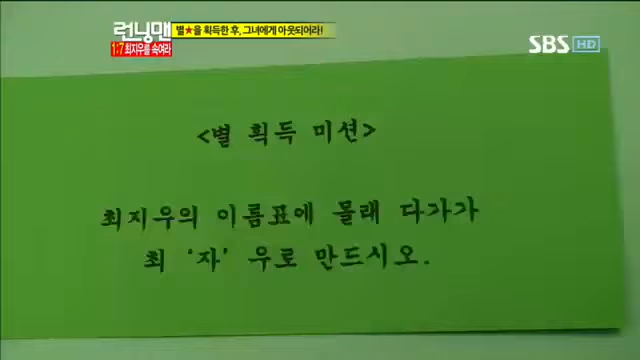 런닝맨
1:7 최지우를 속여라
별★을 획득한 후, 그녀에게 아웃되어라!
SBS HD
<별 획득 미션>
최지우의 이름표에 몰래 다가가
최 '자' 우로 만드시오.